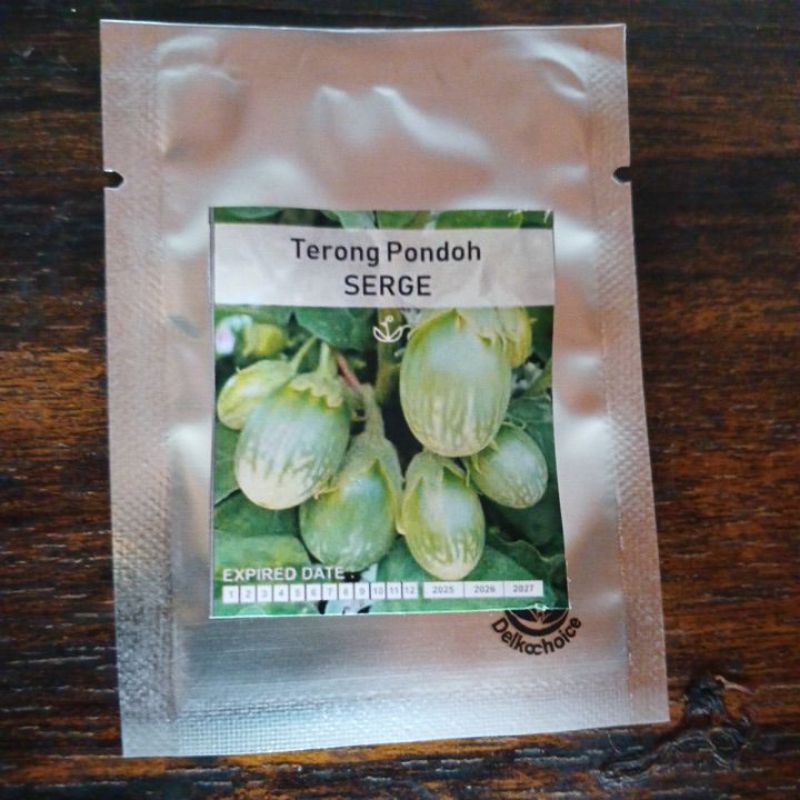 Terong Pondoh
SERGE
EXPIRED DATE :
1 2 3 4 5 6 7 8 9 10 11 12 2025 2026 2027
Delkochoice